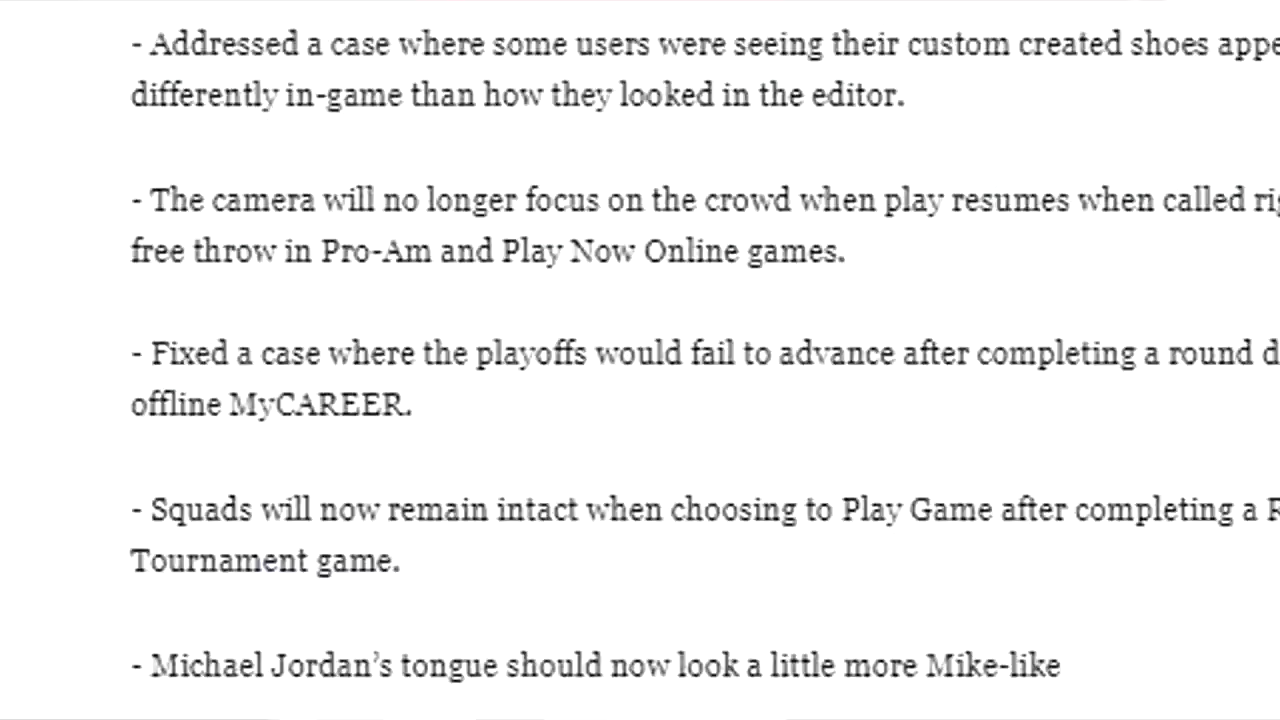 - Addressed a case where some users were seeing their custom created shoes
differently in-game than how they looked in the editor.
- The camera will no longer focus on the crowd when play resumes when called
free throw in Pro-Am and Play Now Online games.
- Fixed a case where the playoffs would fail to advance after completing a round
offline MyCAREER.
- Squads will now remain intact when choosing to Play Game after completing a
Tournament game.
- Michael Jordan’s tongue should now look a little more Mike-like